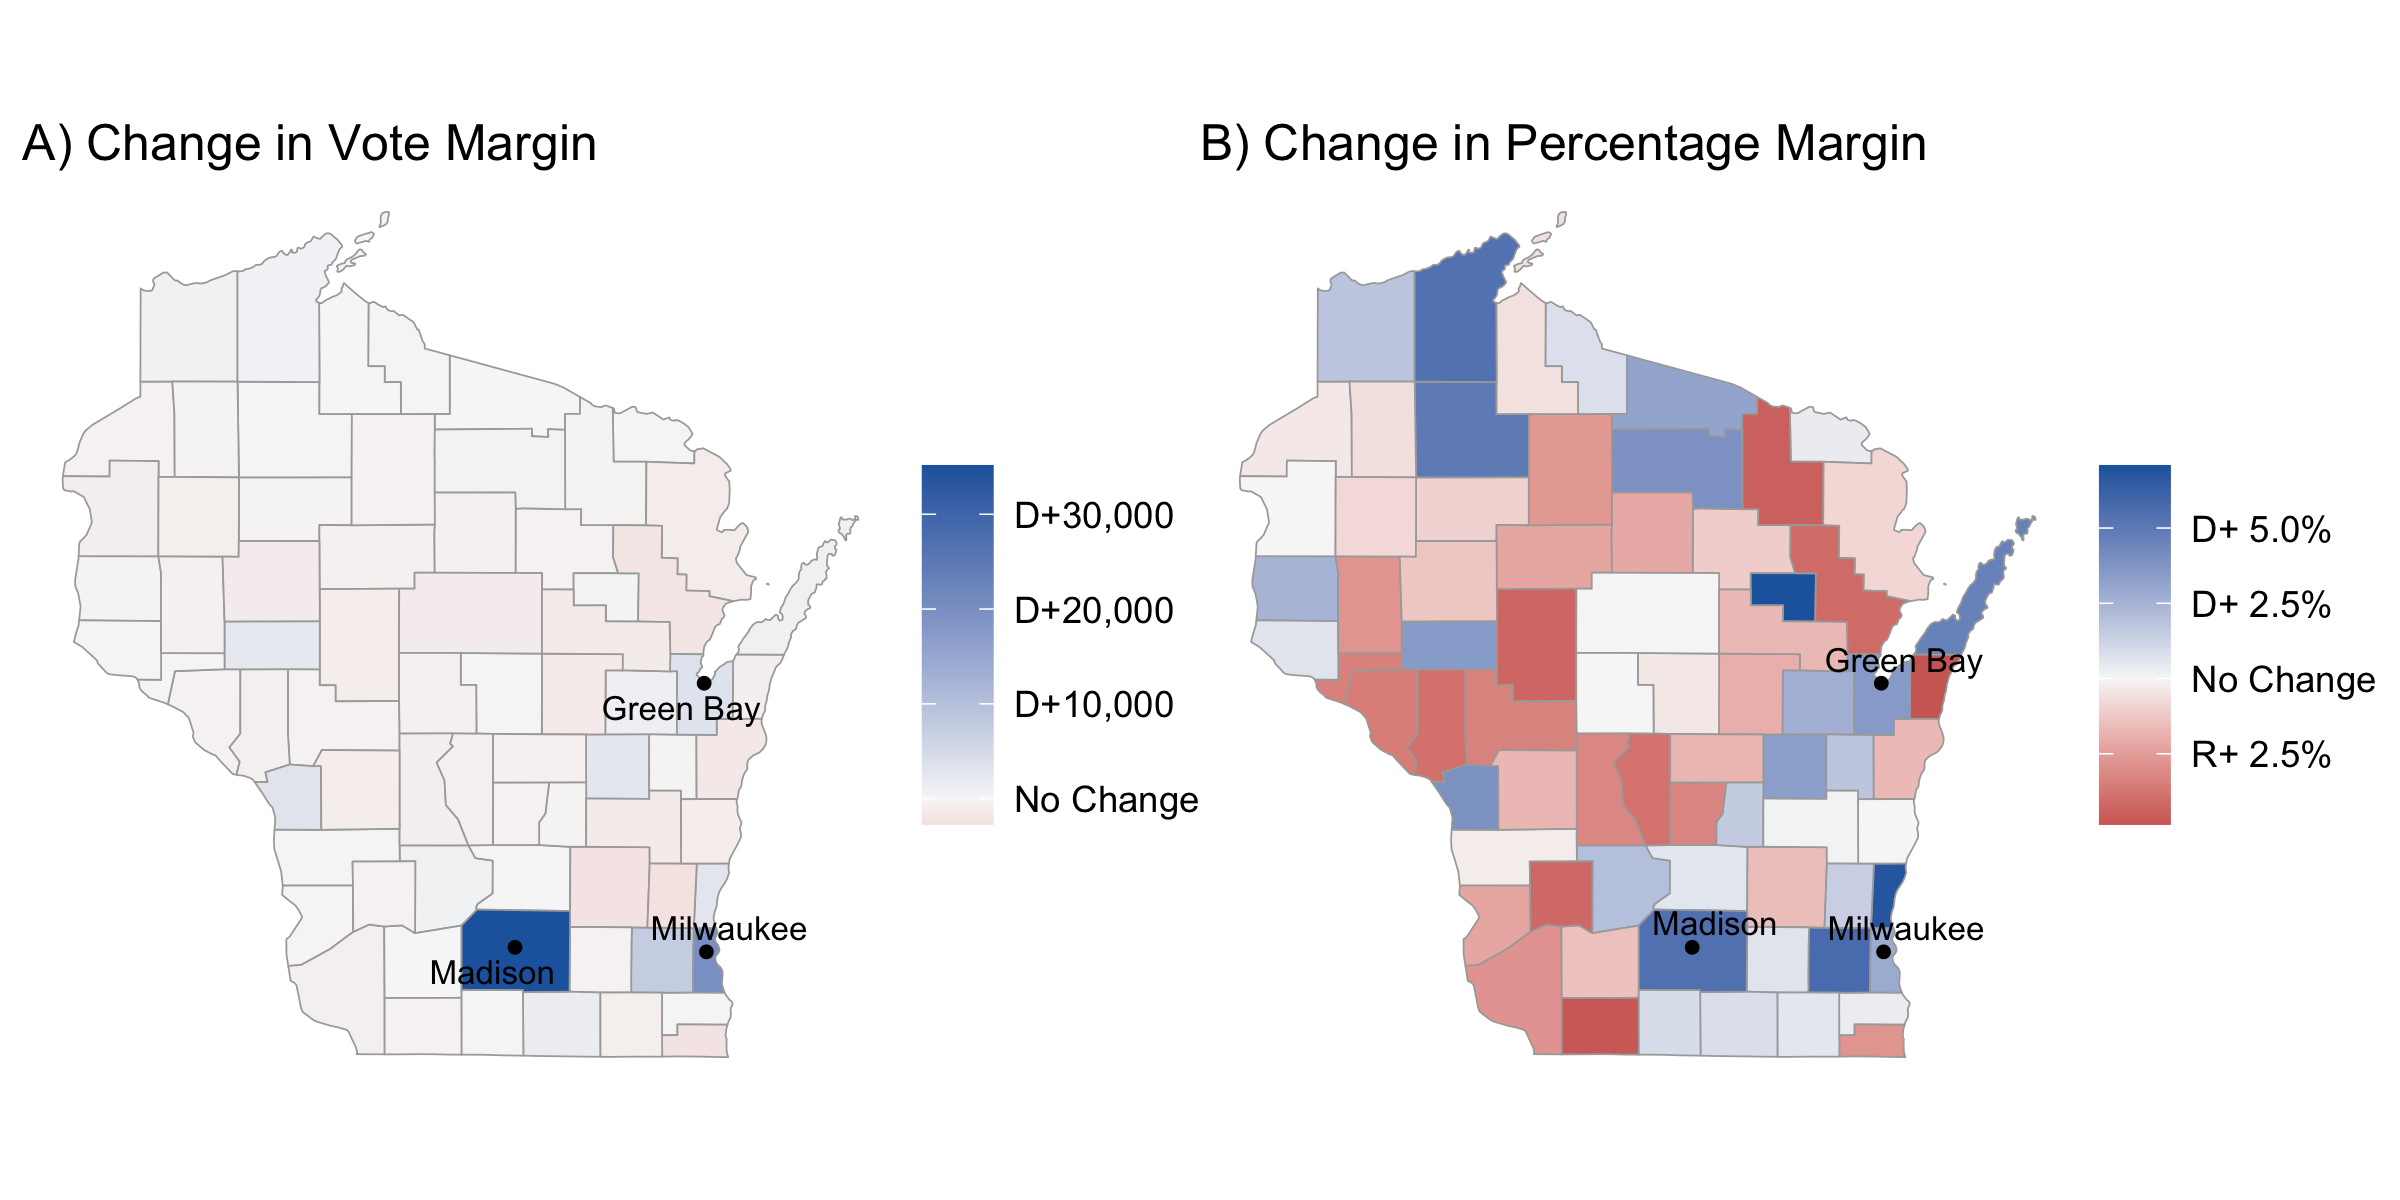 A) Change in Vote Margin
Green Bay
Milwaukee
Madison
D+30,000
D+20,000
D+10,000
No Change
B) Change in Percentage Margin
Green Bay
Madison
Milwaukee
D+ 5.0%
D+ 2.5%
No Change
R+ 2.5%